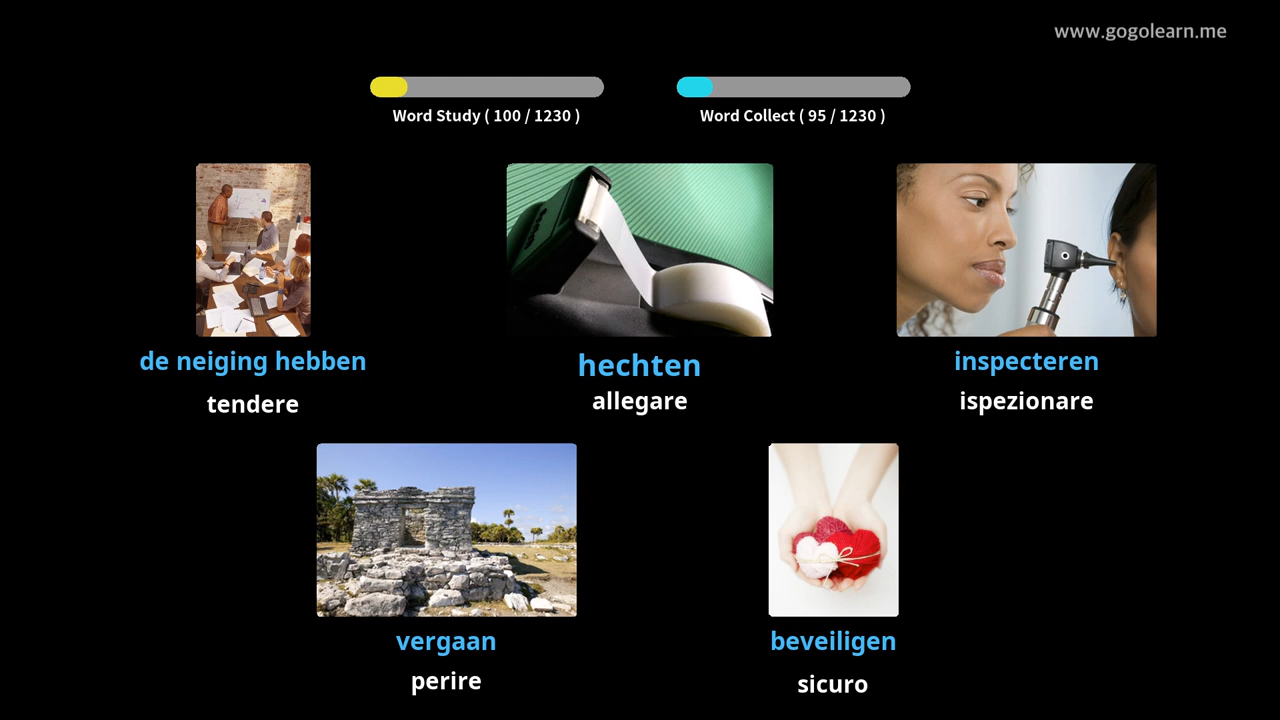 www.gogolearn.me
Word Study ( 100 / 1230 )
Word Collect ( 95 / 1230 )
de neiging hebben
tendere
hechten
allegare
inspecteren
ispezionare
vergaan
perire
beveiligen
sicuro